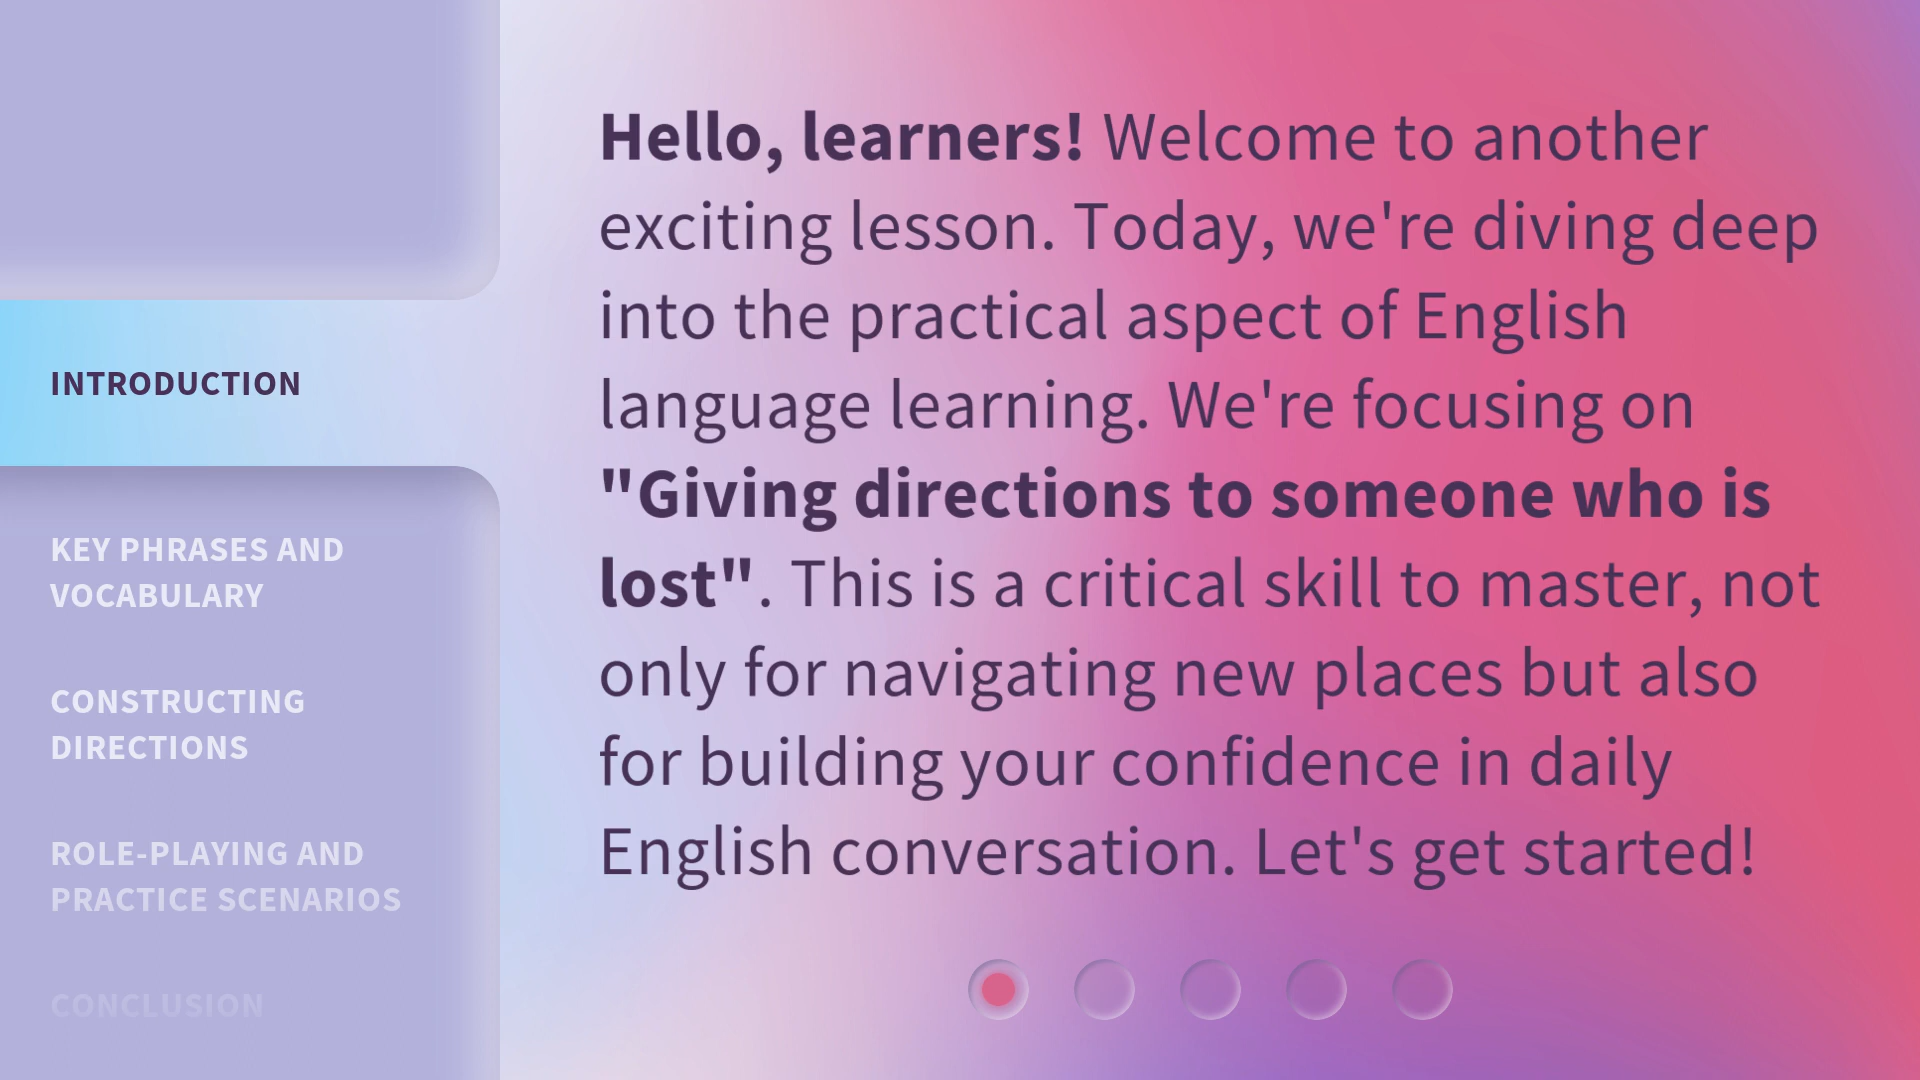 INTRODUCTION
KEY PHRASES AND
VOCABULARY
CONSTRUCTING
DIRECTIONS
ROLE-PLAYING AND
PRACTICE SCENARIOS
CONCLUSION
Hello, learners! Welcome to another
exciting lesson. Today, we're diving deep
into the practical aspect of English
language learning. We're focusing on
"Giving directions to someone who is
lost". This is a critical skill to master, not
only for navigating new places but also
for building your confidence in daily
English conversation. Let's get started!